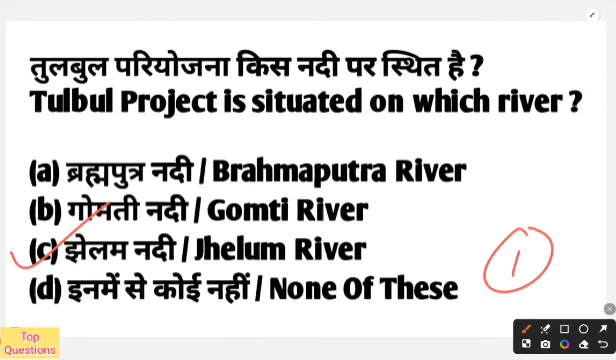 तुलबुल परियोजना किस नदी पर स्थित है ?
Tulbul Project is situated on which river ?
(a) ब्रह्मपुत्र नदी / Brahmaputra River
(b) गोमती नदी / Gomti River
(c) झेलम नदी / Jhelum River
(d) इनमें से कोई नहीं / None Of These
1
Top
Questions